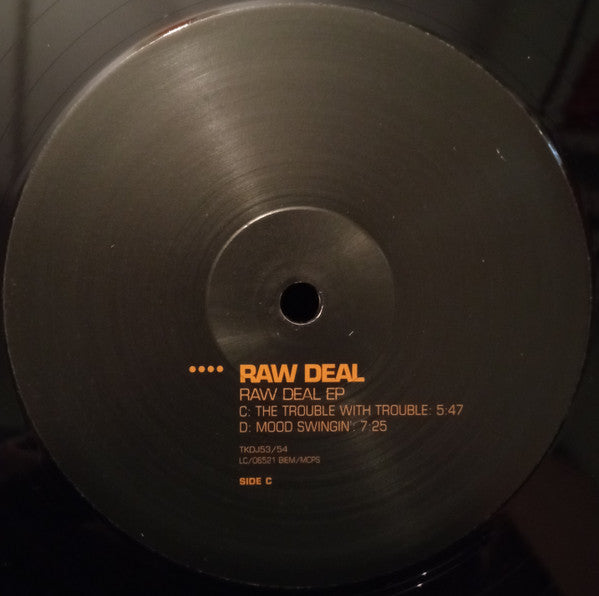 RAW DEAL
RAW DEAL EP
C: THE TROUBLE WITH TROUBLE: 5:47
D: MOOD SWINGIN': 7:25
TKDJ53/54
LC/06521 BIEM/MCPS
SIDE C